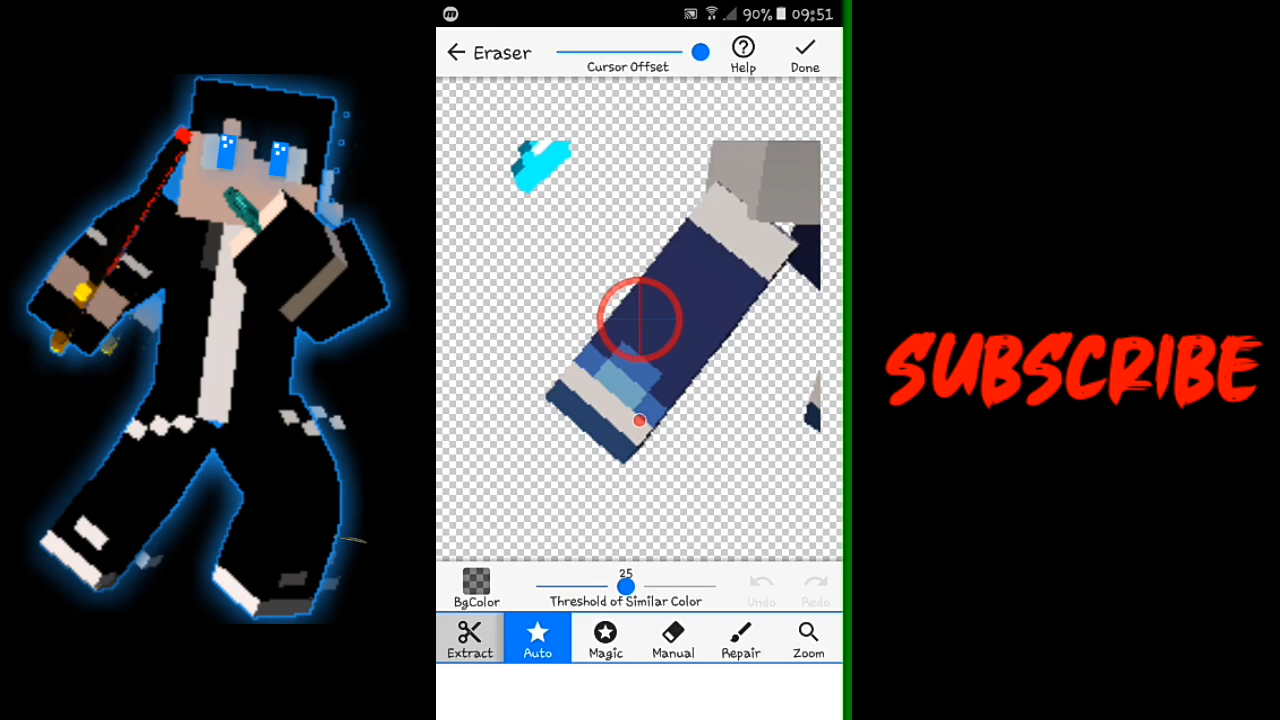 90% 09:51
Eraser
Cursor Offset
Help
Done
SUBSCRIBE
25
BgColor
Threshold of Similar Color
Undo
Redo
Extract
Auto
Magic
Manual
Repair
Zoom